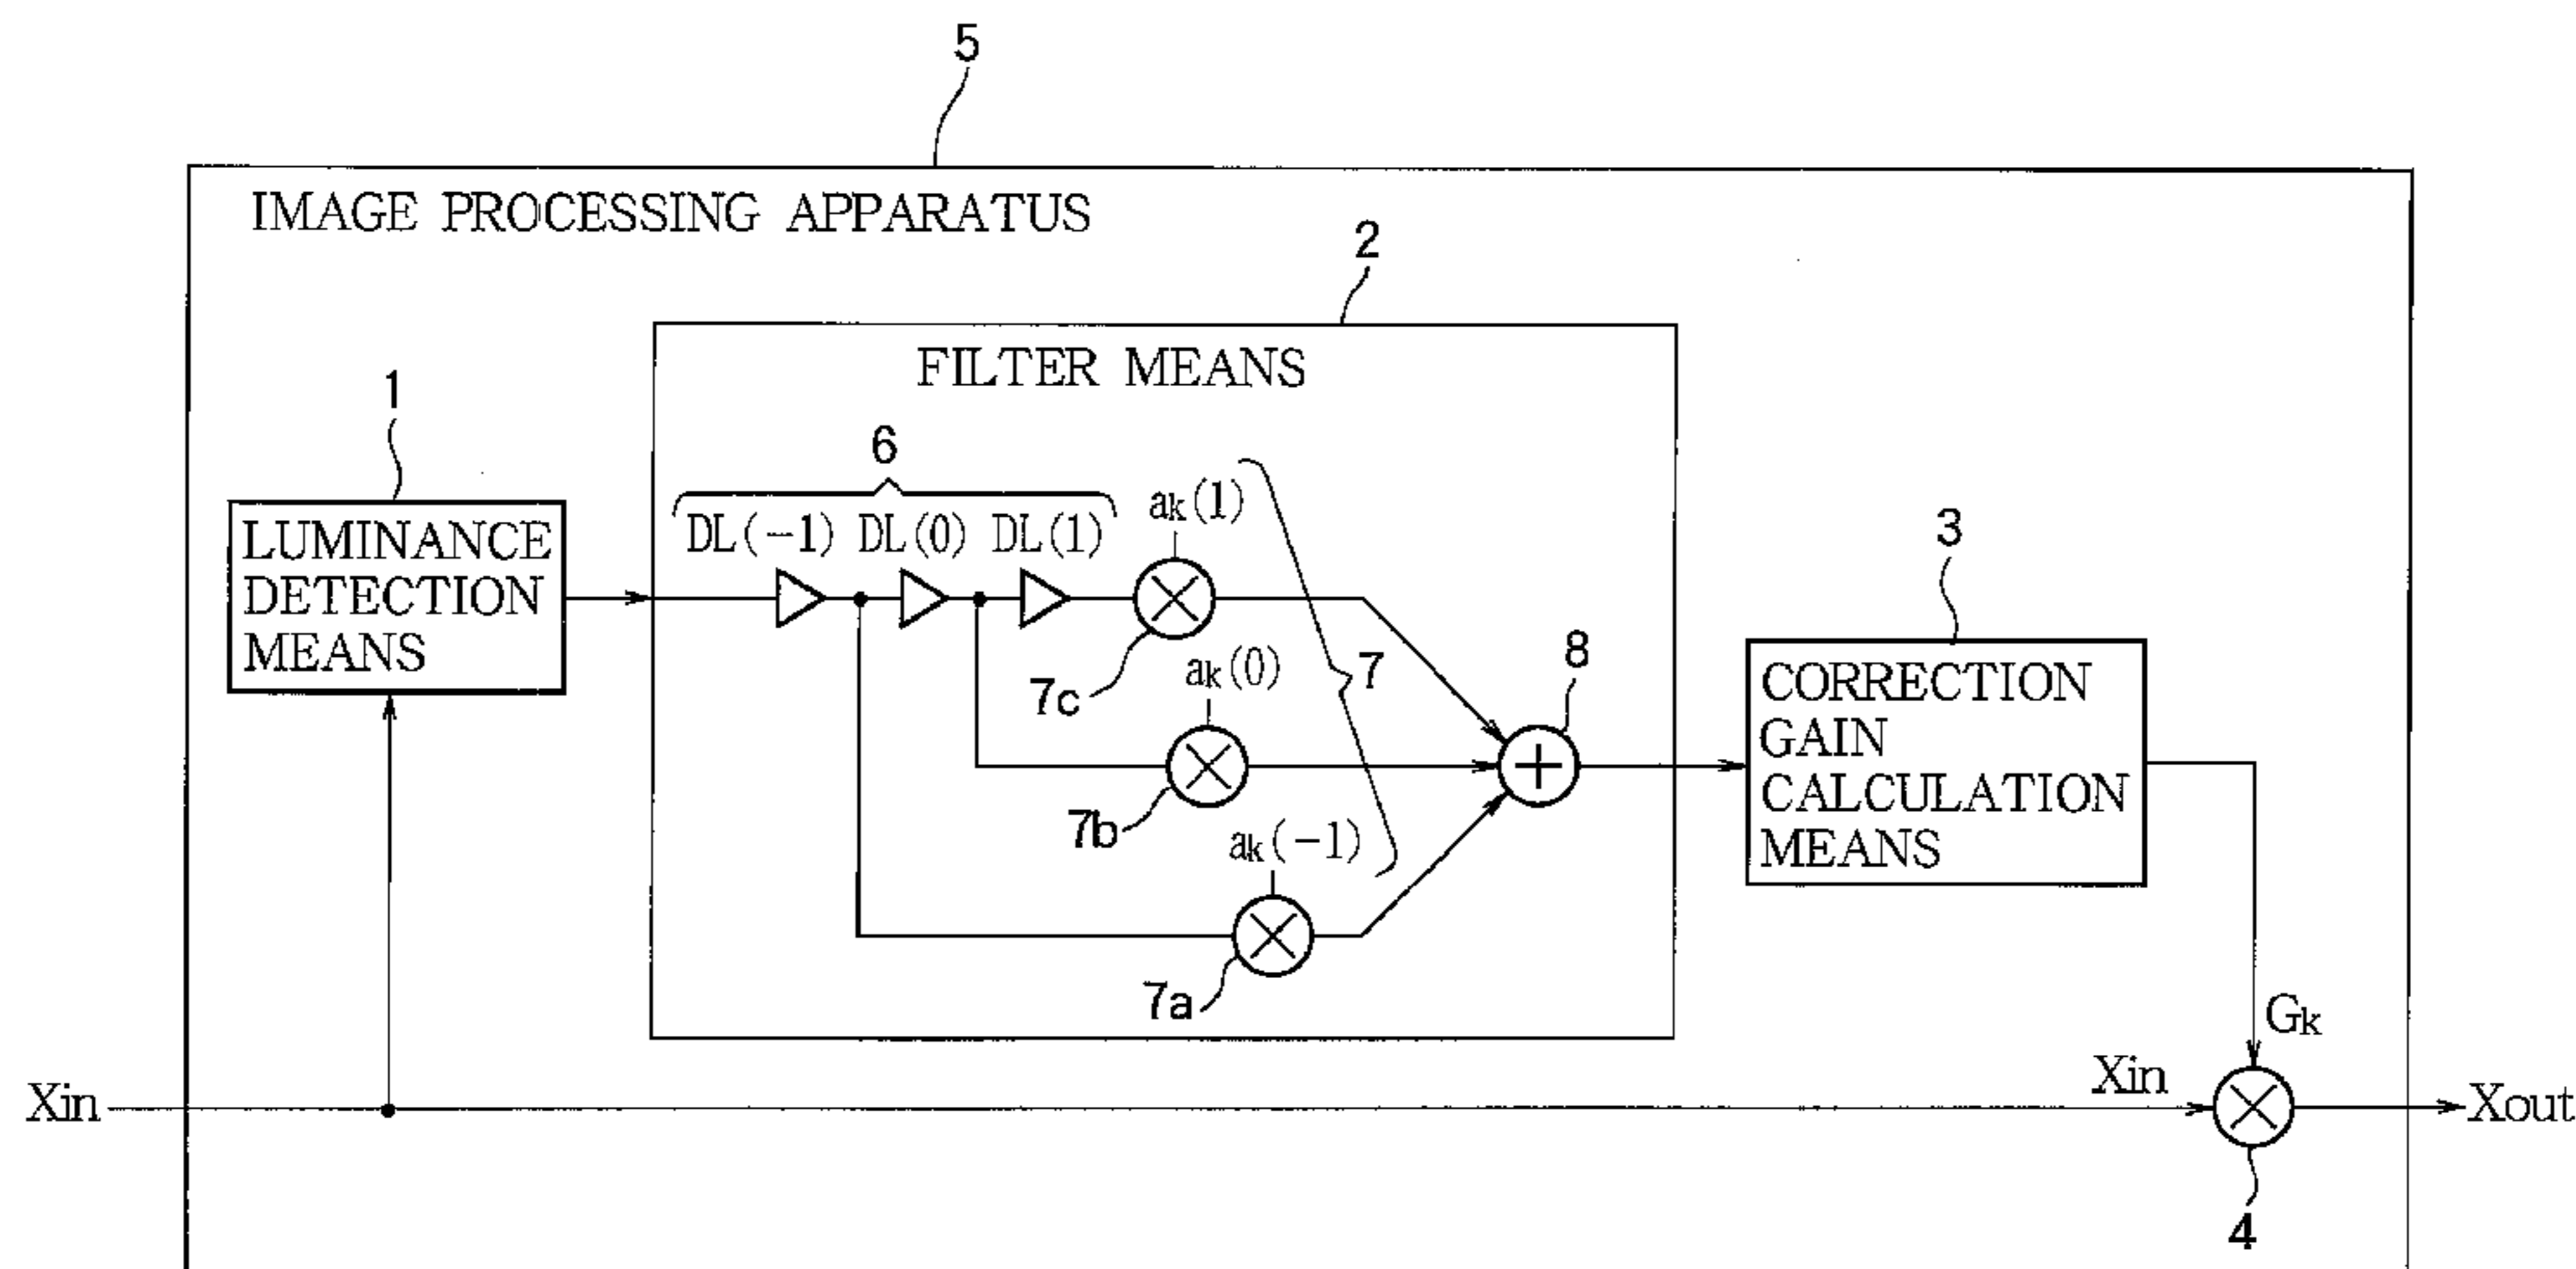 5
IMAGE PROCESSING APPARATUS
2
FILTER MEANS
1
LUMINANCE
DETECTION
MEANS
6
DL(-1) DL(0) DL(1)
ak(1)
7c
ak(0)
7
7b
ak(-1)
7a
8
3
CORRECTION
GAIN
CALCULATION
MEANS
Gk
Xin
Xin
Xout
4